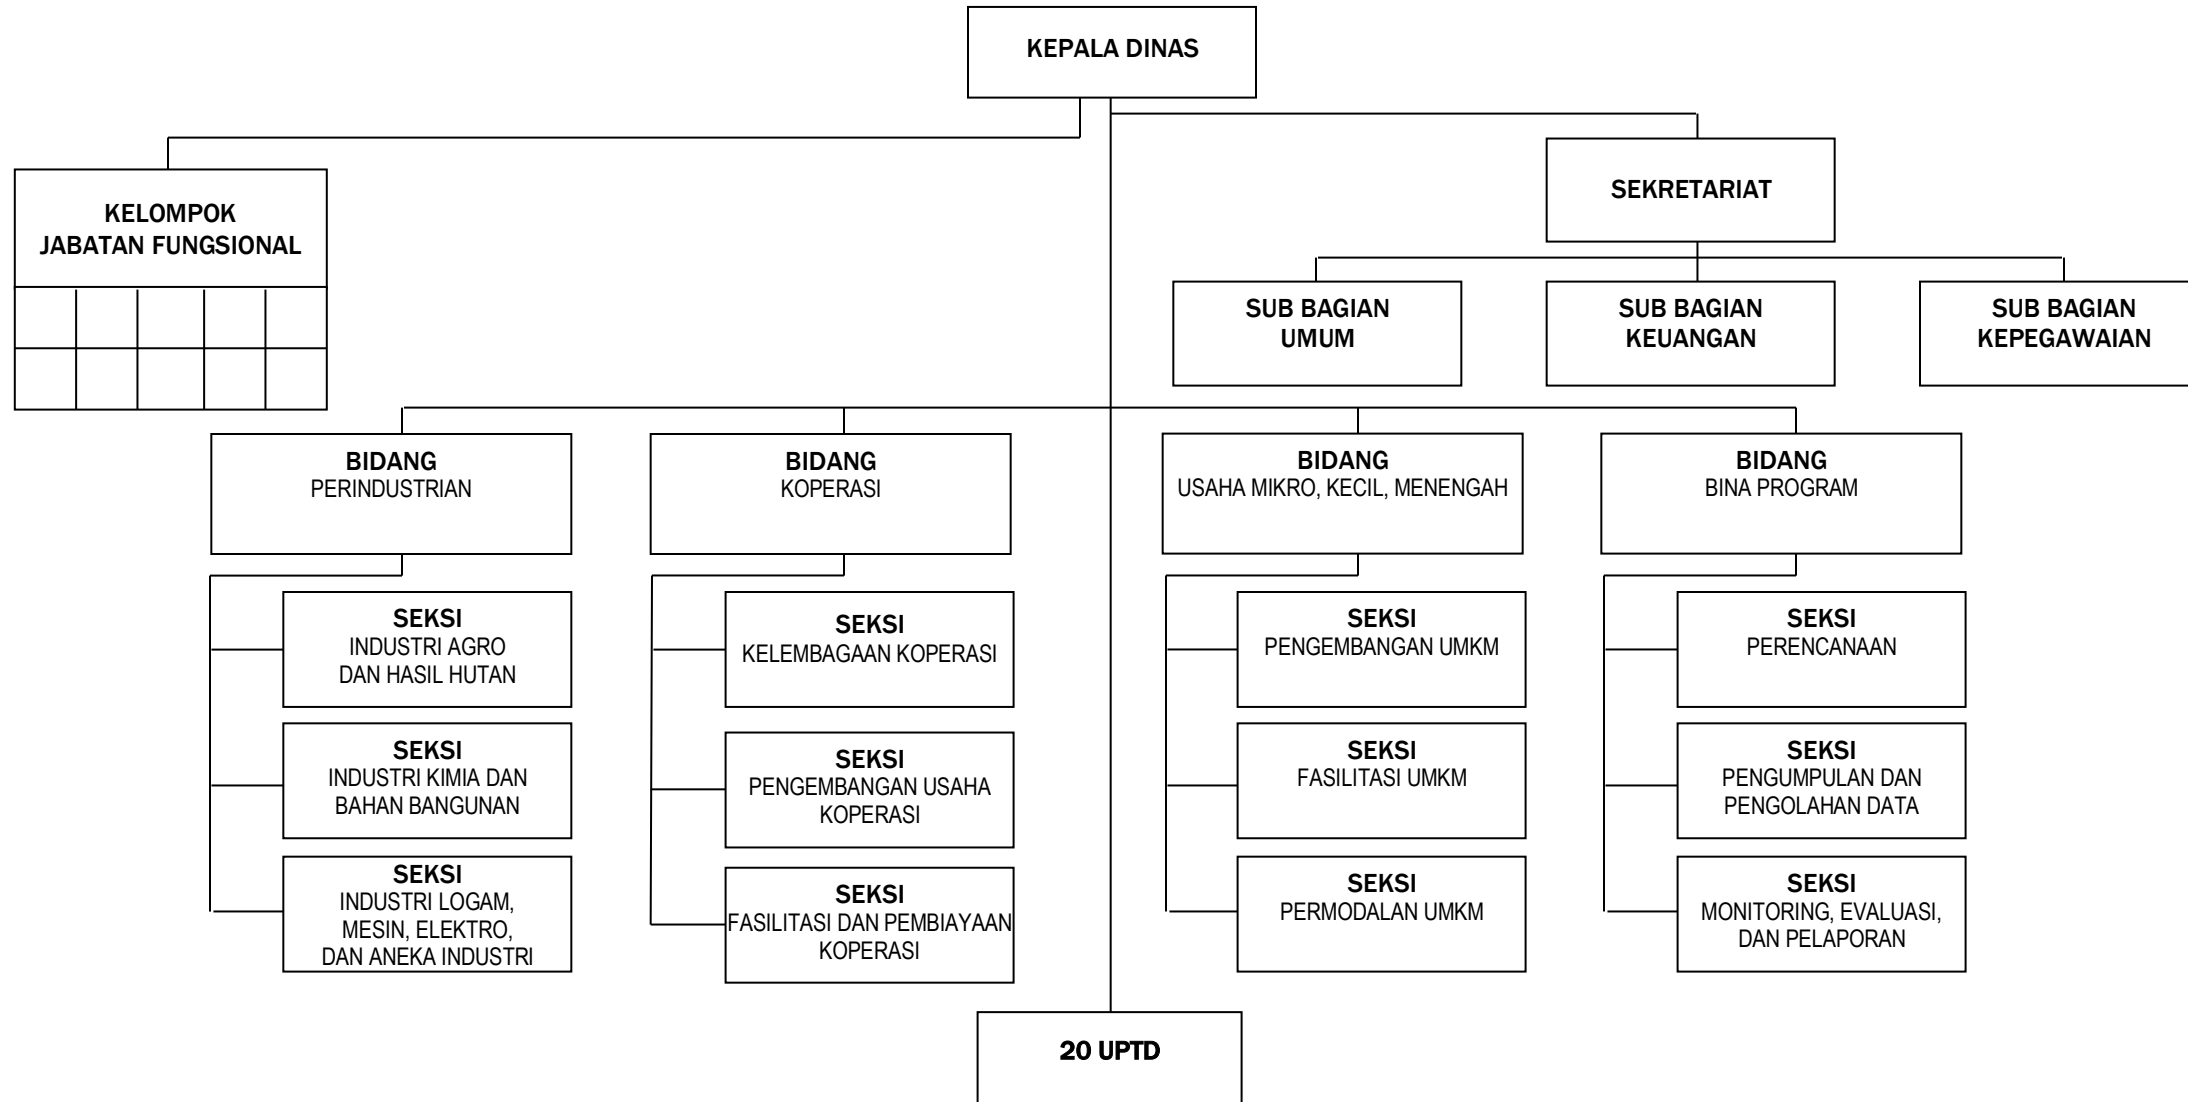 KEPALA DINAS
KELOMPOK
JABATAN FUNGSIONAL
SEKRETARIAT
SUB BAGIAN
UMUM
SUB BAGIAN
KEUANGAN
SUB BAGIAN
KEPEGAWAIAN
BIDANG
PERINDUSTRIAN
BIDANG
KOPERASI
BIDANG
USAHA MIKRO, KECIL, MENENGAH
BIDANG
BINA PROGRAM
SEKSI
INDUSTRI AGRO
DAN HASIL HUTAN
SEKSI
INDUSTRI KIMIA DAN
BAHAN BANGUNAN
SEKSI
INDUSTRI LOGAM,
MESIN, ELEKTRO,
DAN ANEKA INDUSTRI
SEKSI
KELEMBAGAAN KOPERASI
SEKSI
PENGEMBANGAN USAHA
KOPERASI
SEKSI
FASILITASI DAN PEMBIAYAAN
KOPERASI
SEKSI
PENGEMBANGAN UMKM
SEKSI
FASILITASI UMKM
SEKSI
PERMODALAN UMKM
SEKSI
PERENCANAAN
SEKSI
PENGUMPULAN DAN
PENGOLAHAN DATA
SEKSI
MONITORING, EVALUASI,
DAN PELAPORAN
20 UPTD